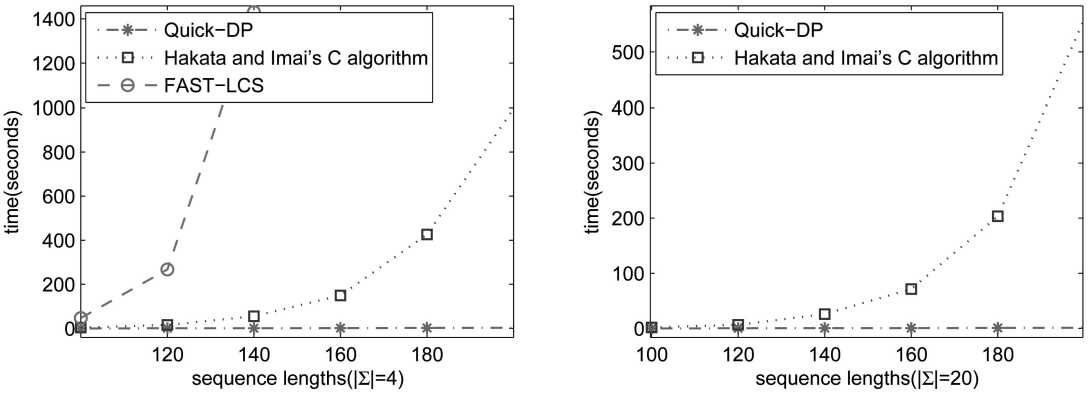 1400
1200
1000
800
600
400
200
0
time(seconds)
Quick−DP
Hakata and Imai's C algorithm
FAST−LCS
120 140 160 180
sequence lengths(|Σ|=4)
500
400
300
200
100
0
time(seconds)
Quick−DP
Hakata and Imai's C algorithm
100 120 140 160 180
sequence lengths(|Σ|=20)